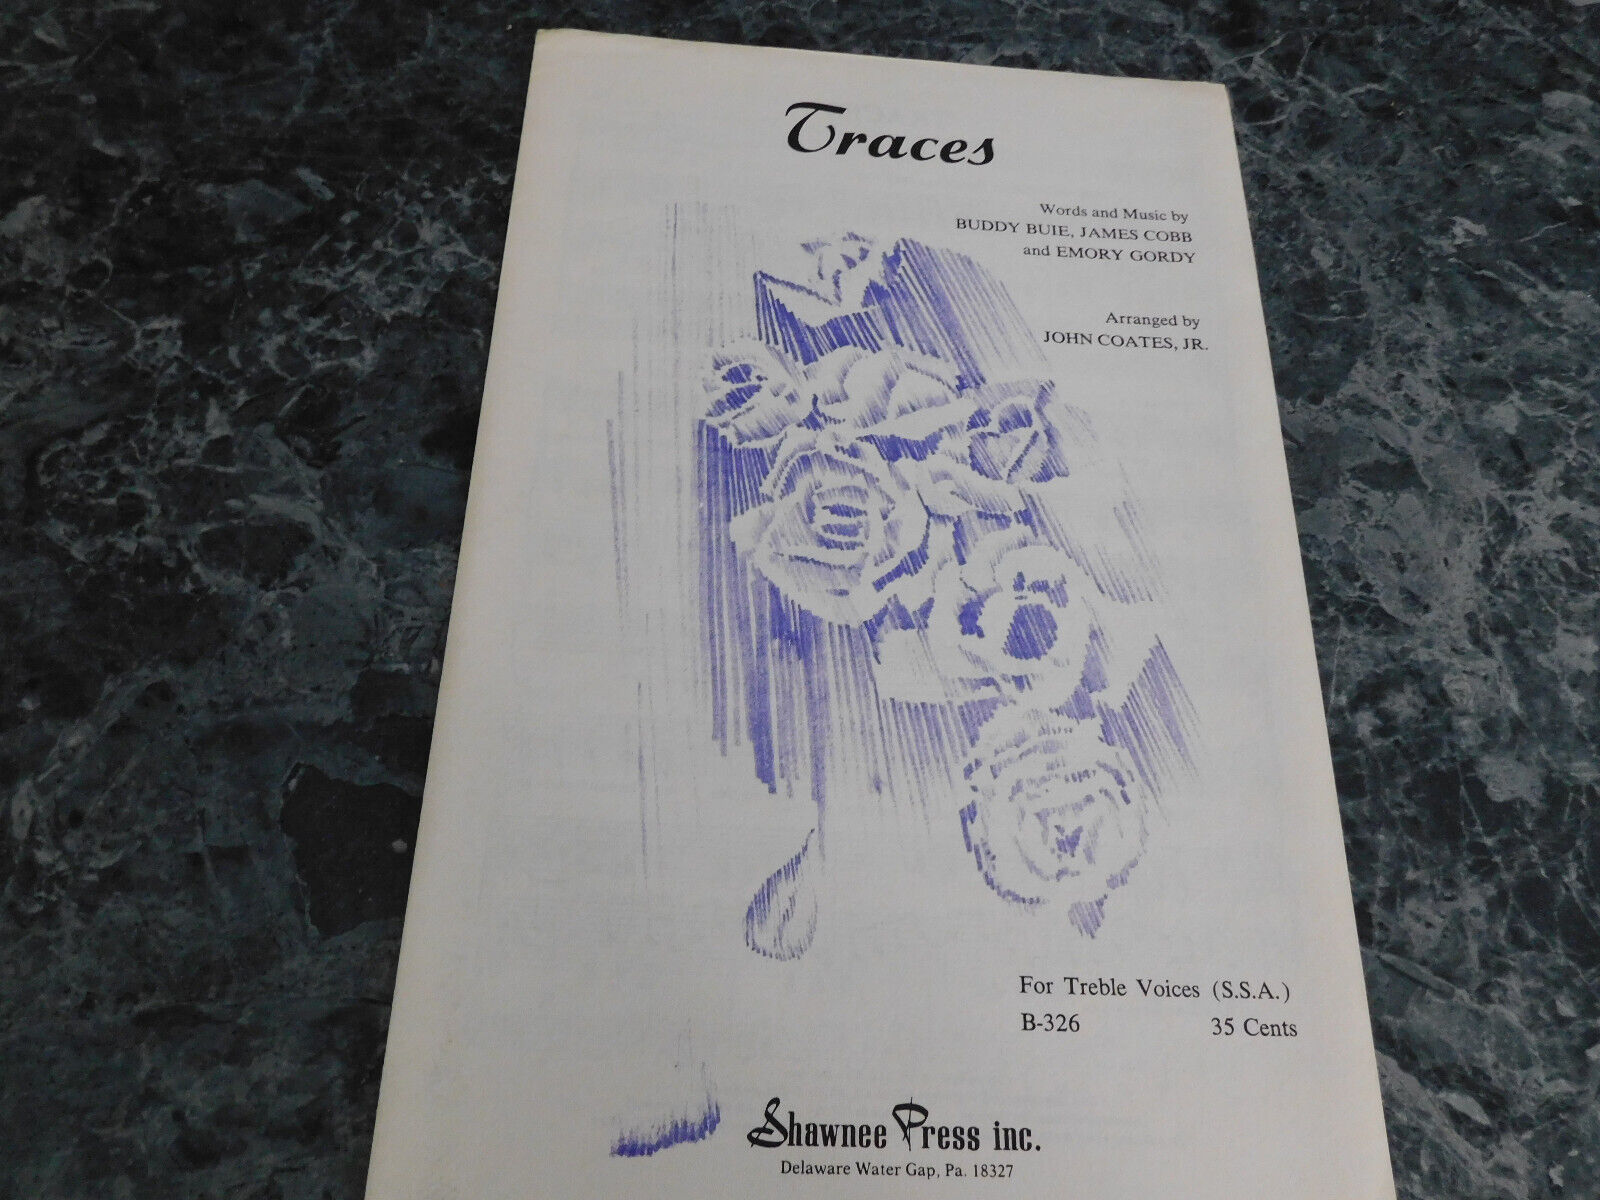 Traces
Words and Music by
BUDDY BUIE, JAMES COBB
and EMORY GORDY
Arranged by
JOHN COATES, JR.
For Treble Voices (S.S.A.)
B-326 35 Cents
Shawnee Press inc.
Delaware Water Gap, Pa. 18327